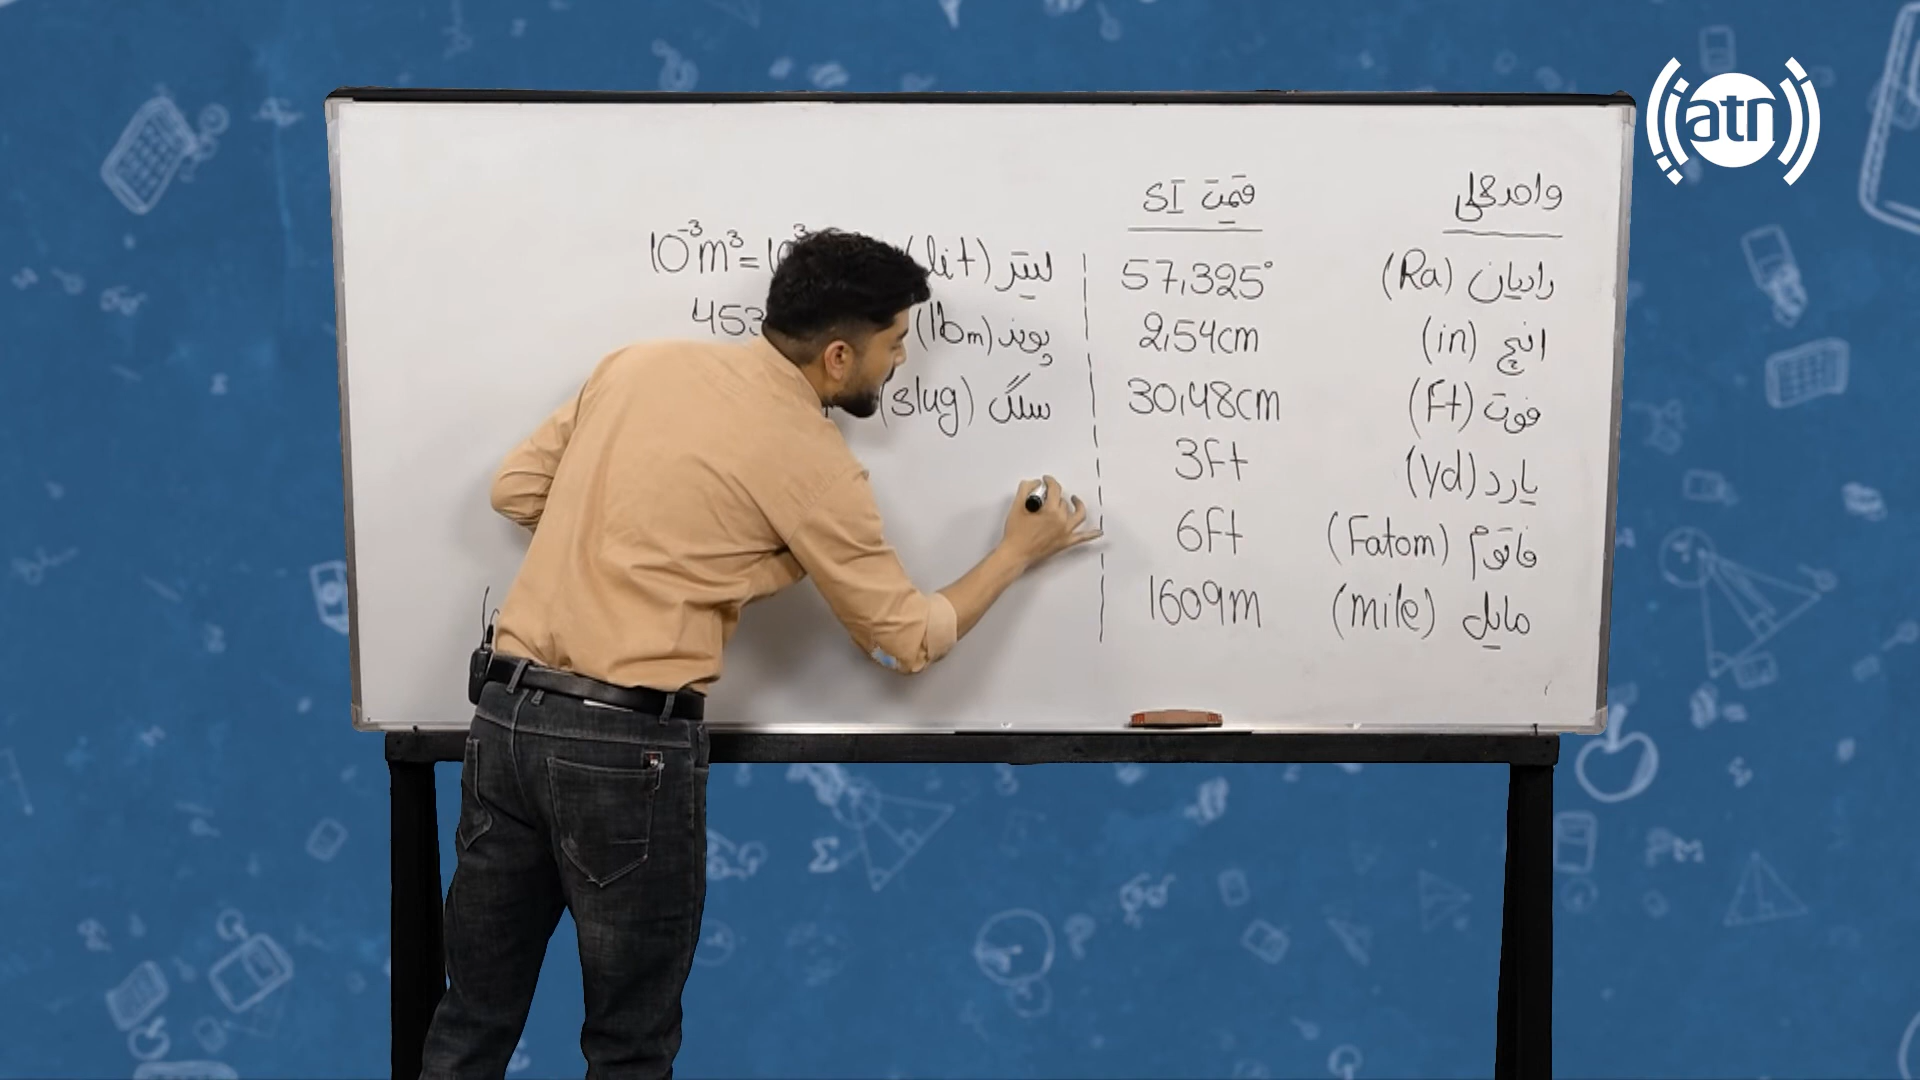 atn
واحدهای قیمت SI
رادیان (Ra) 57,325°
انچ (in) 2,54cm
فوت (Ft) 30,48cm
یارد (yd) 3Ft
فاتوم (Fatom) 6Ft
مایل (mile) 1609m
لیتر (lit) 10⁻³m³=
پوند (lbm) 453
سلگ (slug)